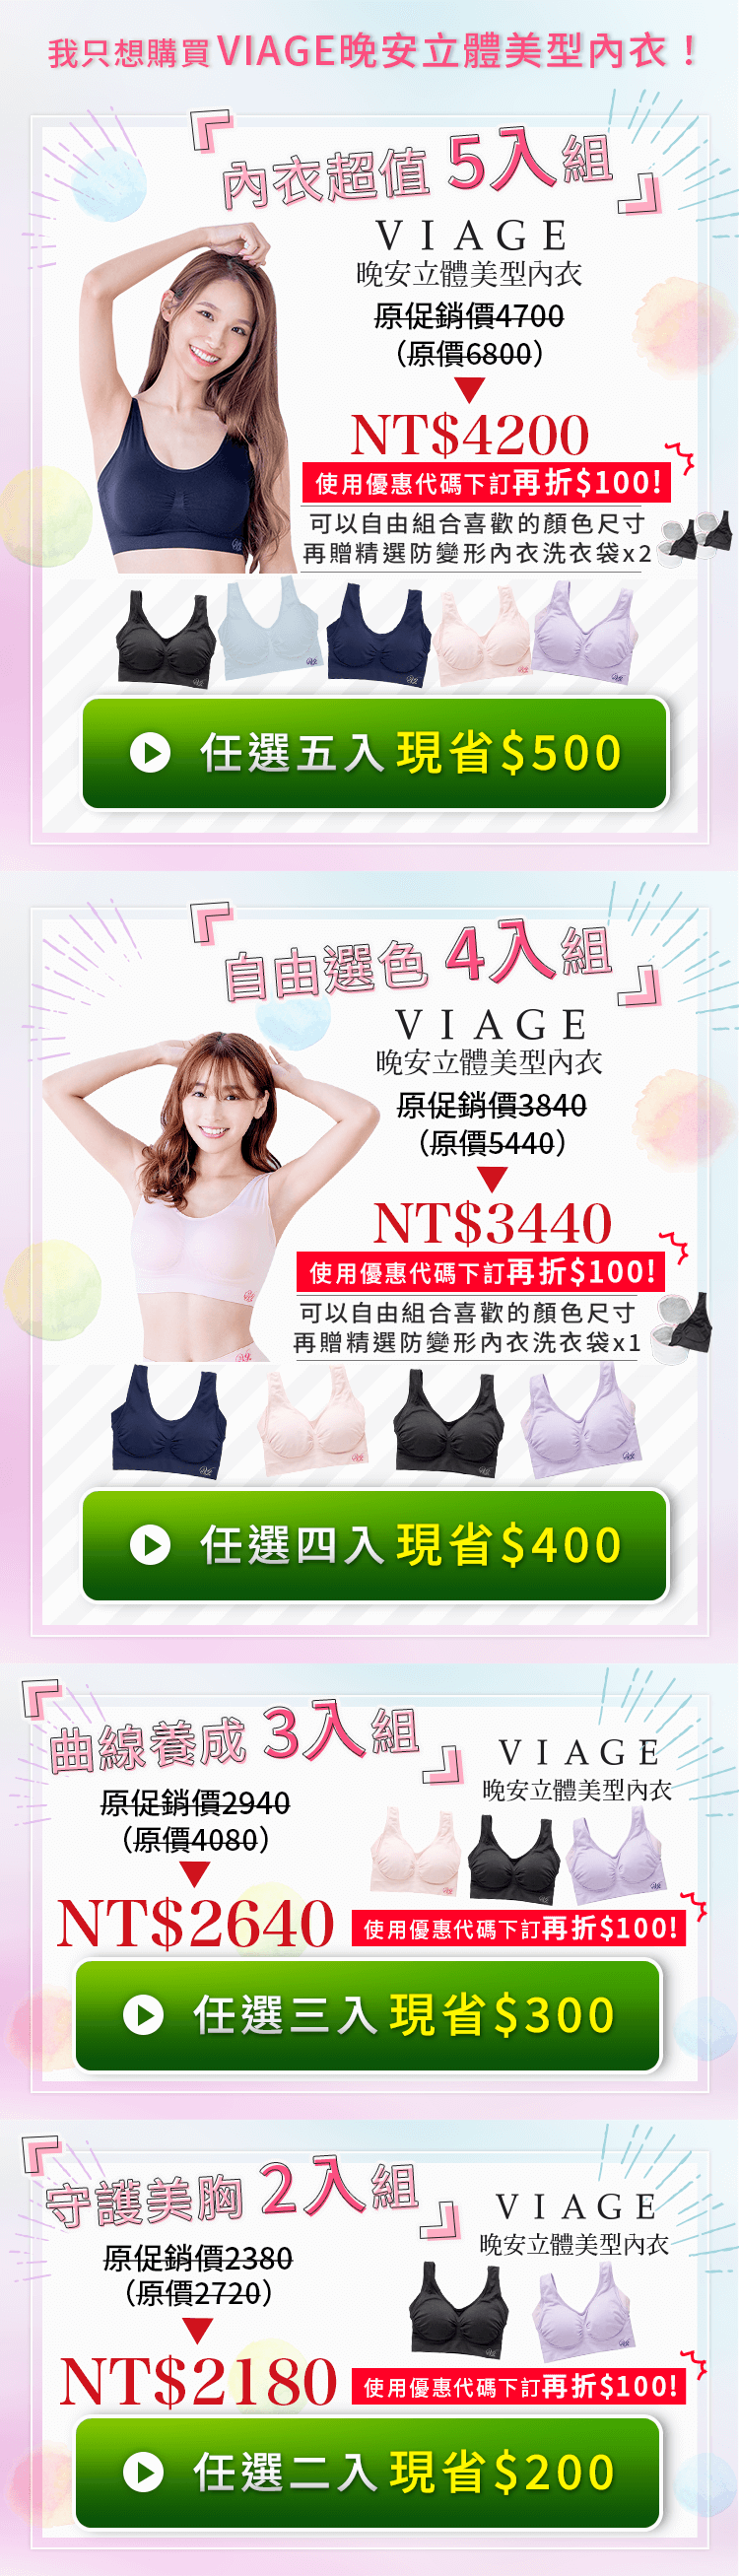 我只想購買VIAGE晚安立體美型內衣！
內衣超值 5入組
VIAGE
晚安立體美型內衣
原促銷價4700
（原價6800）
NT$4200
使用優惠代碼下訂再折$100!
可以自由組合喜歡的顏色尺寸
再贈精選防變形內衣洗衣袋x2
任選五入現省$500
自由選色 4入組
VIAGE
晚安立體美型內衣
原促銷價3840
（原價5440）
NT$3440
使用優惠代碼下訂再折$100!
可以自由組合喜歡的顏色尺寸
再贈精選防變形內衣洗衣袋x1
任選四入現省$400
曲線養成 3入組
VIAGE
晚安立體美型內衣
原促銷價2940
（原價4080）
NT$2640
使用優惠代碼下訂再折$100!
任選三入現省$300
守護美胸 2入組
VIAGE
晚安立體美型內衣
原促銷價2380
（原價2720）
NT$2180
使用優惠代碼下訂再折$100!
任選二入現省$200